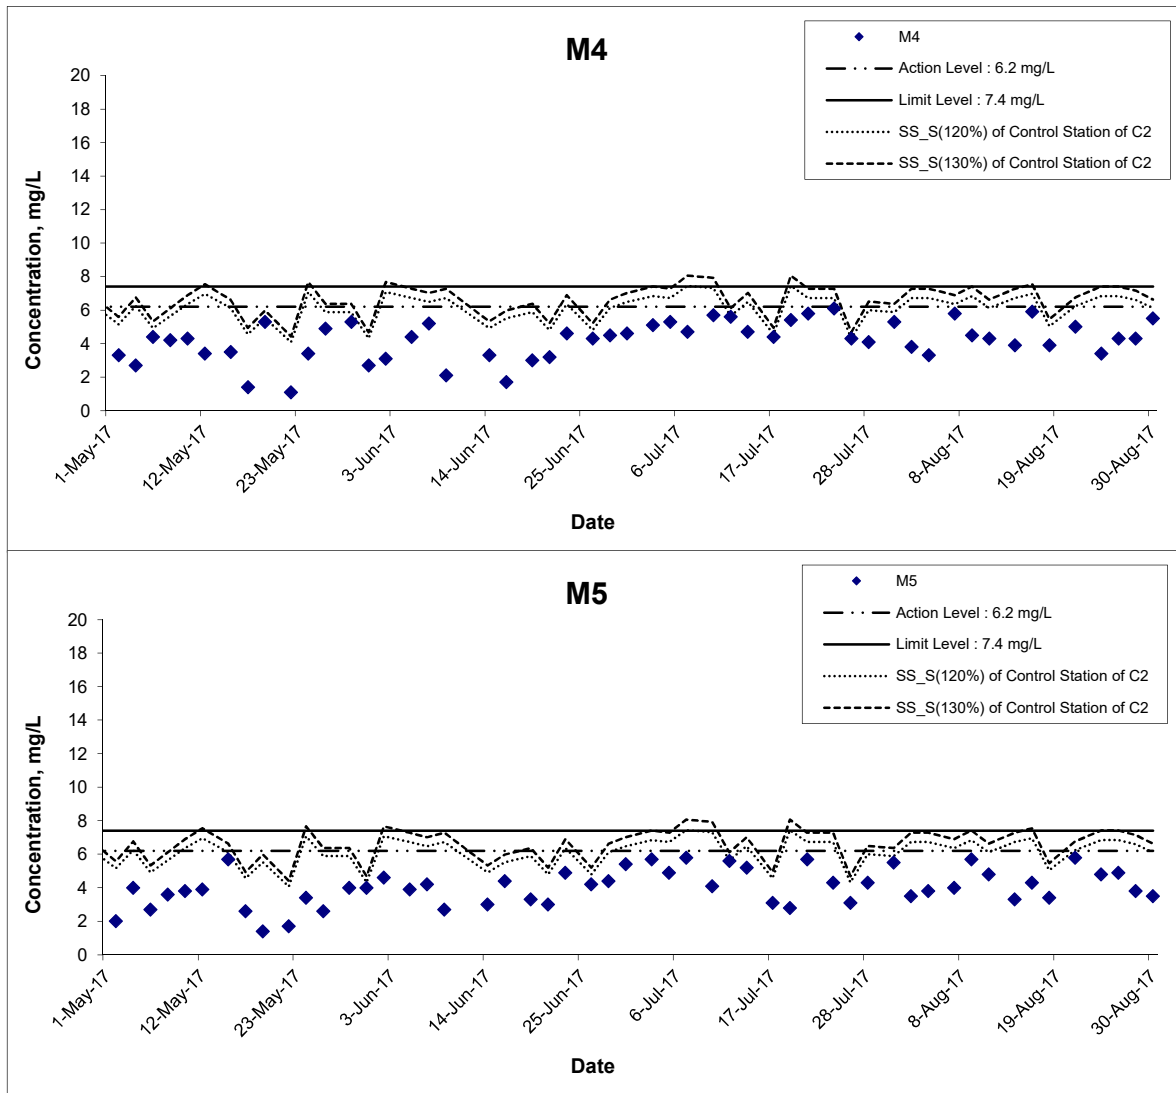 M4
M4
Action Level : 6.2 mg/L
Limit Level : 7.4 mg/L
SS_S(120%) of Control Station of C2
SS_S(130%) of Control Station of C2
Concentration, mg/L
20
18
16
14
12
10
8
6
4
2
0
1-May-17
12-May-17
23-May-17
3-Jun-17
14-Jun-17
25-Jun-17
6-Jul-17
17-Jul-17
28-Jul-17
8-Aug-17
19-Aug-17
30-Aug-17
Date
M5
M5
Action Level : 6.2 mg/L
Limit Level : 7.4 mg/L
SS_S(120%) of Control Station of C2
SS_S(130%) of Control Station of C2
Concentration, mg/L
20
18
16
14
12
10
8
6
4
2
0
1-May-17
12-May-17
23-May-17
3-Jun-17
14-Jun-17
25-Jun-17
6-Jul-17
17-Jul-17
28-Jul-17
8-Aug-17
19-Aug-17
30-Aug-17
Date